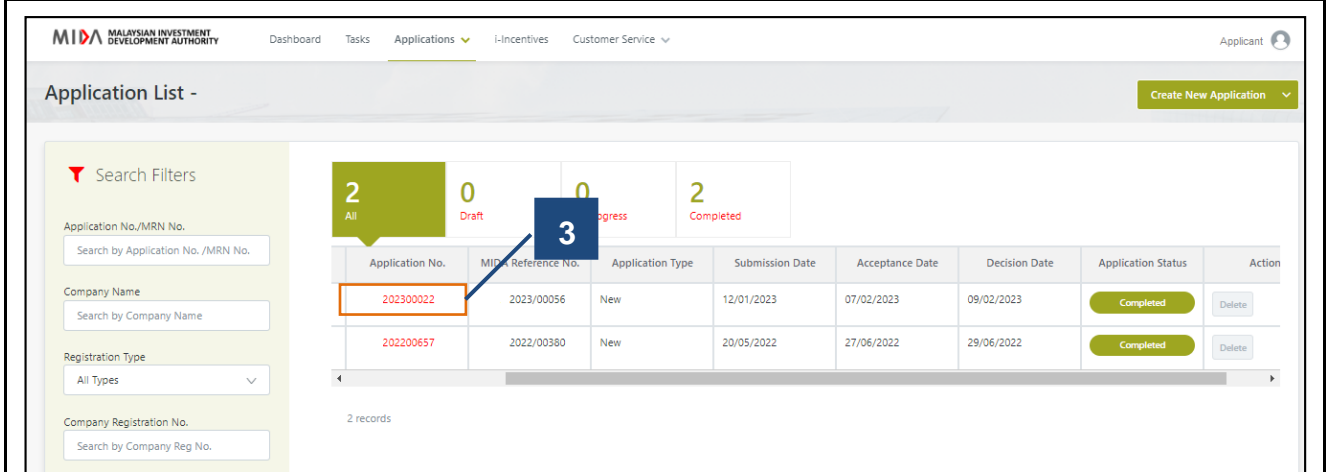 MIDA MALAYSIAN INVESTMENT DEVELOPMENT AUTHORITY
Dashboard Tasks Applications i-Incentives Customer Service Applicant
Application List -
Create New Application
Search Filters
Application No./MRN No.
Search by Application No. /MRN No.
Company Name
Search by Company Name
Registration Type
All Types
Company Registration No.
Search by Company Reg No.
2 All
0 Draft
0
2 Completed
3
Application No. MIDA Reference No. Application Type Submission Date Acceptance Date Decision Date Application Status Action
202300022 2023/00056 New 12/01/2023 07/02/2023 09/02/2023 Completed Delete
202200657 2022/00380 New 20/05/2022 27/06/2022 29/06/2022 Completed Delete
2 records